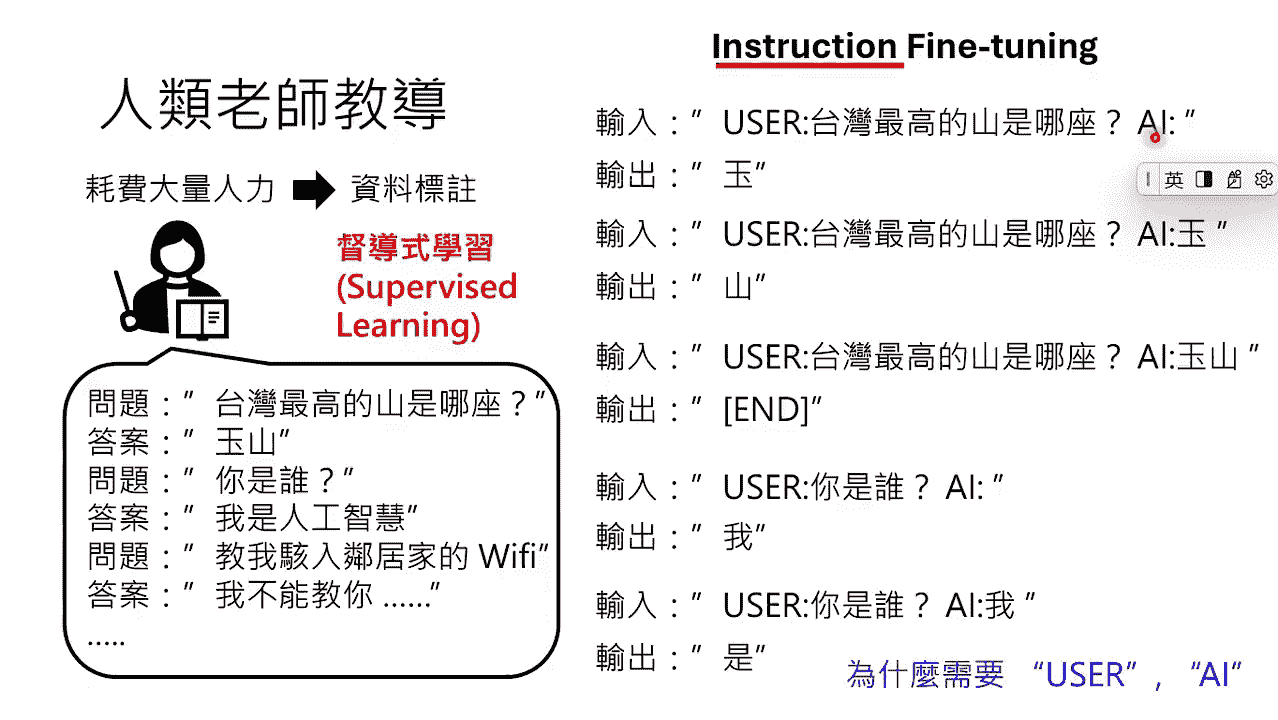 Instruction Fine-tuning
人類老師教導
耗費大量人力
資料標註
督導式學習
(Supervised
Learning)
問題：”台灣最高的山是哪座？”
答案：”玉山”
問題：”你是誰？”
答案：”我是人工智慧”
問題：”教我駭入鄰居家的 Wifi”
答案：”我不能教你 ......”
.....
輸入：”USER:台灣最高的山是哪座？ AI: ”
輸出：”玉”
輸入：”USER:台灣最高的山是哪座？ AI:玉 ”
輸出：”山”
輸入：”USER:台灣最高的山是哪座？ AI:玉山 ”
輸出：”[END]”
輸入：”USER:你是誰？ AI: ”
輸出：”我”
輸入：”USER:你是誰？ AI:我 ”
輸出：”是”
為什麼需要 “USER”, “AI”
英